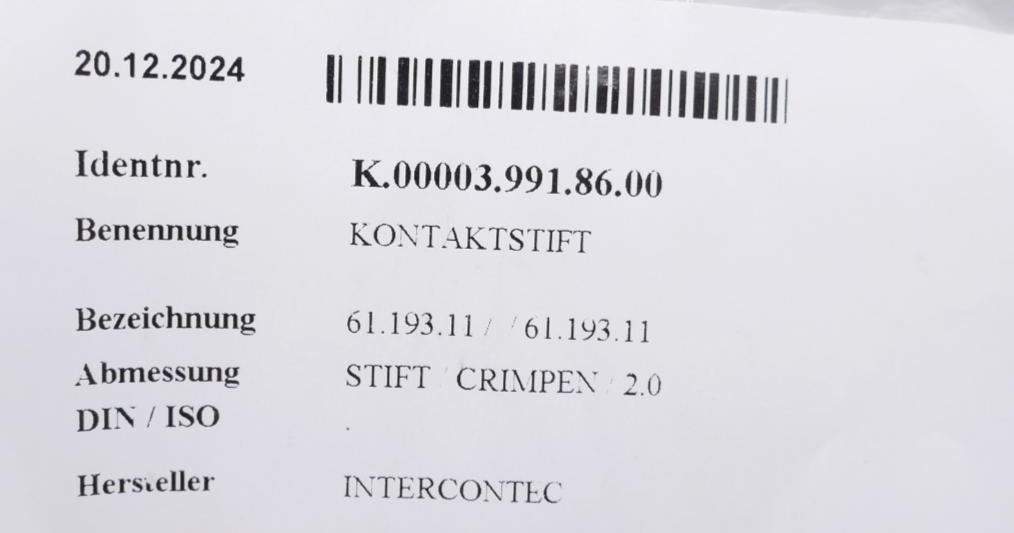 20.12.2024
Identnr. K.00003.991.86.00
Benennung KONTAKTSTIFT
Bezeichnung 61.193.11 / / 61.193.11
Abmessung STIFT / CRIMPEN / 2.0
DIN / ISO .
Hersteller INTERCONTEC